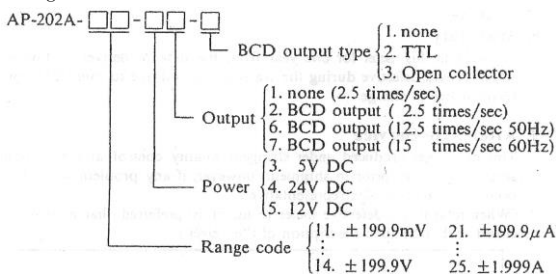 AP-202A-□□-□□-□
BCD output type
1. none
2. TTL
3. Open collector
Output
1. none (2.5 times/sec)
2. BCD output ( 2.5 times/sec)
6. BCD output (12.5 times/sec 50Hz)
7. BCD output (15 times/sec 60Hz)
Power
3. 5V DC
4. 24V DC
5. 12V DC
Range code
11. ±199.9mV 21. ±199.9μA
⋮ ⋮
14. ±199.9V 25. ±1.999A